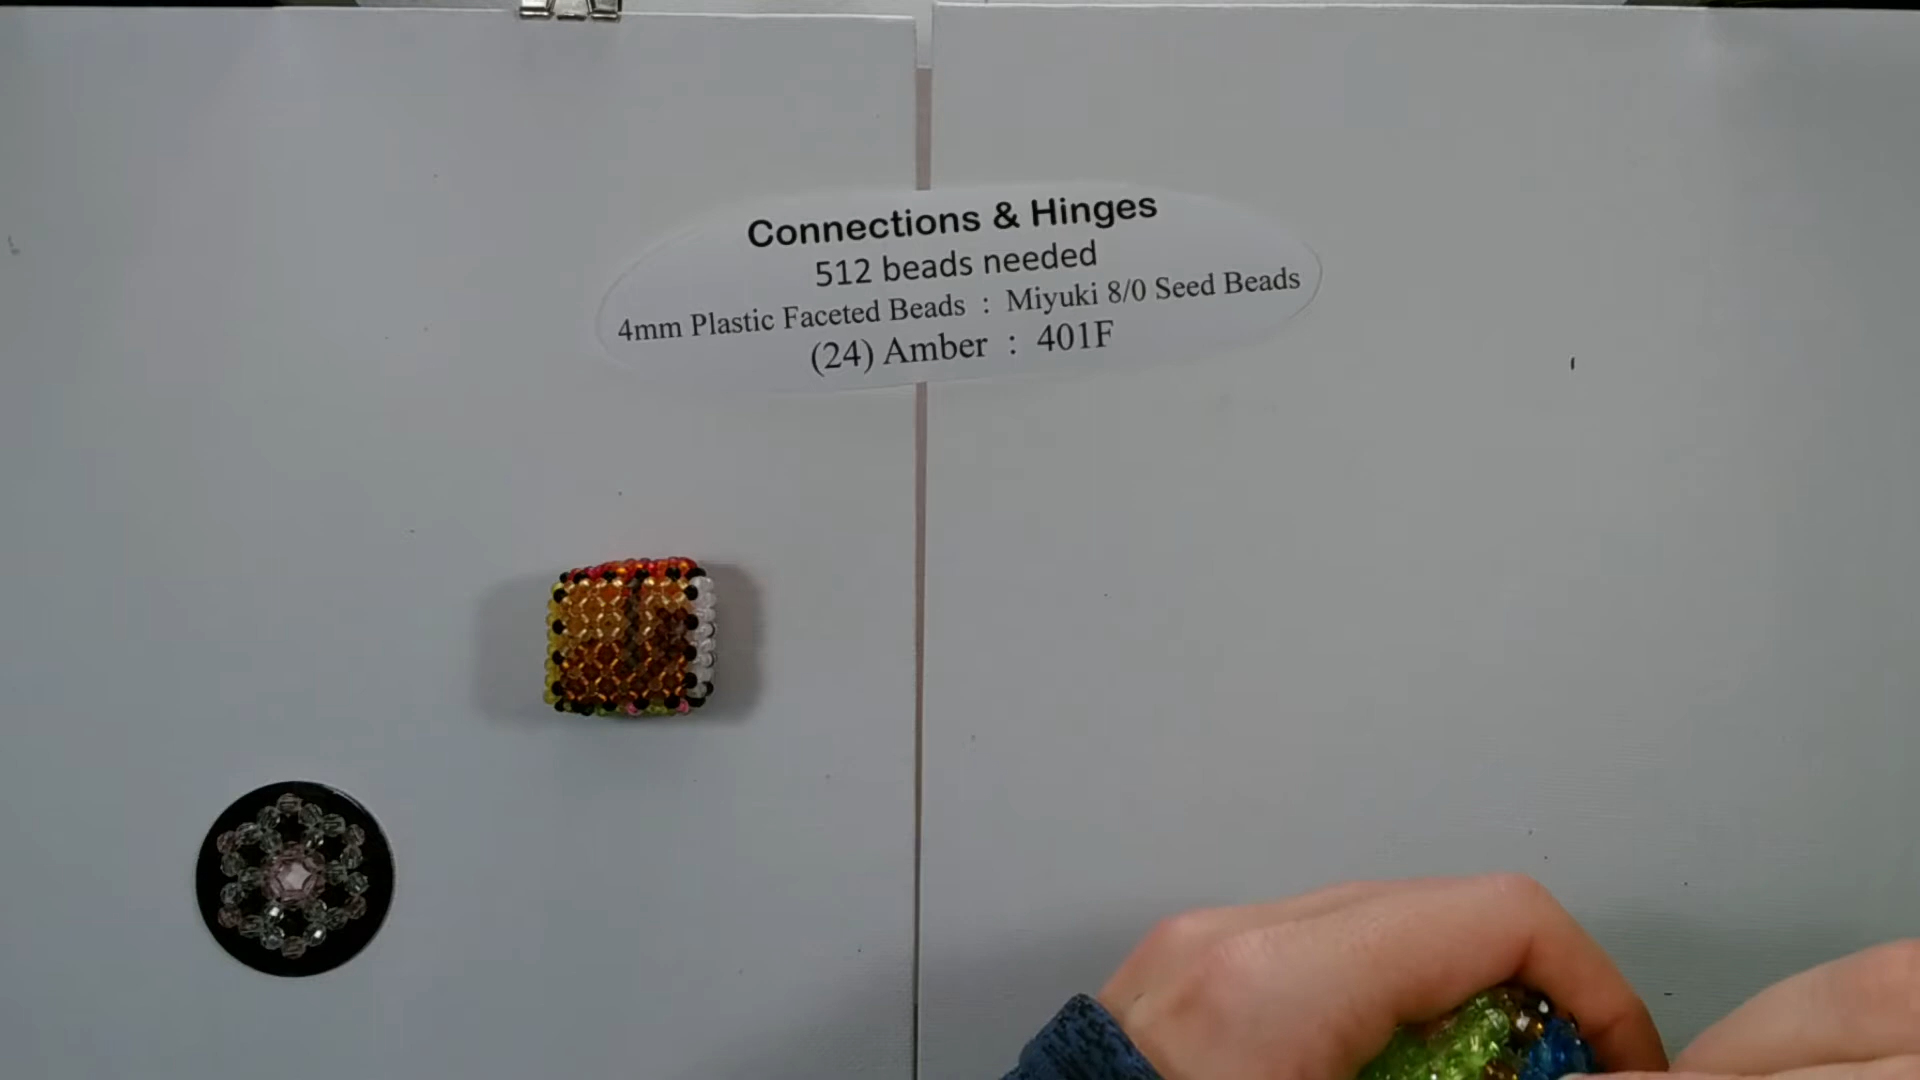 Connections & Hinges
512 beads needed
4mm Plastic Faceted Beads : Miyuki 8/0 Seed Beads
(24) Amber : 401F